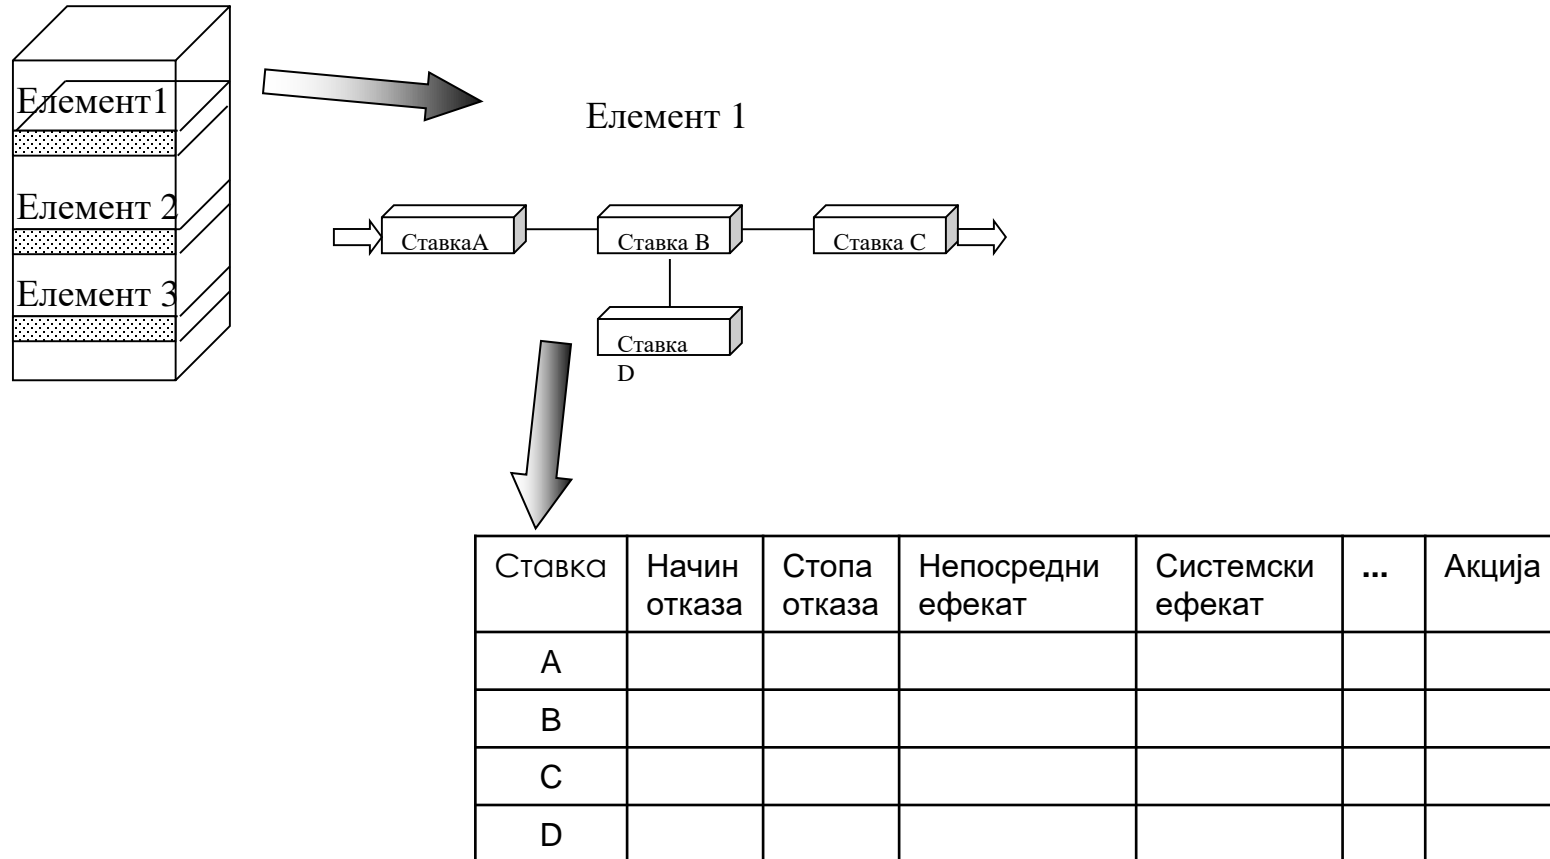 Елемент1
Елемент 2
Елемент 3
Елемент 1
СтавкаА
Ставка В
Ставка С
Ставка
D
Ставка
Начин
отказа
Стопа
отказа
Непосредни
ефекат
Системски
ефекат
...
Акција
A
B
C
D